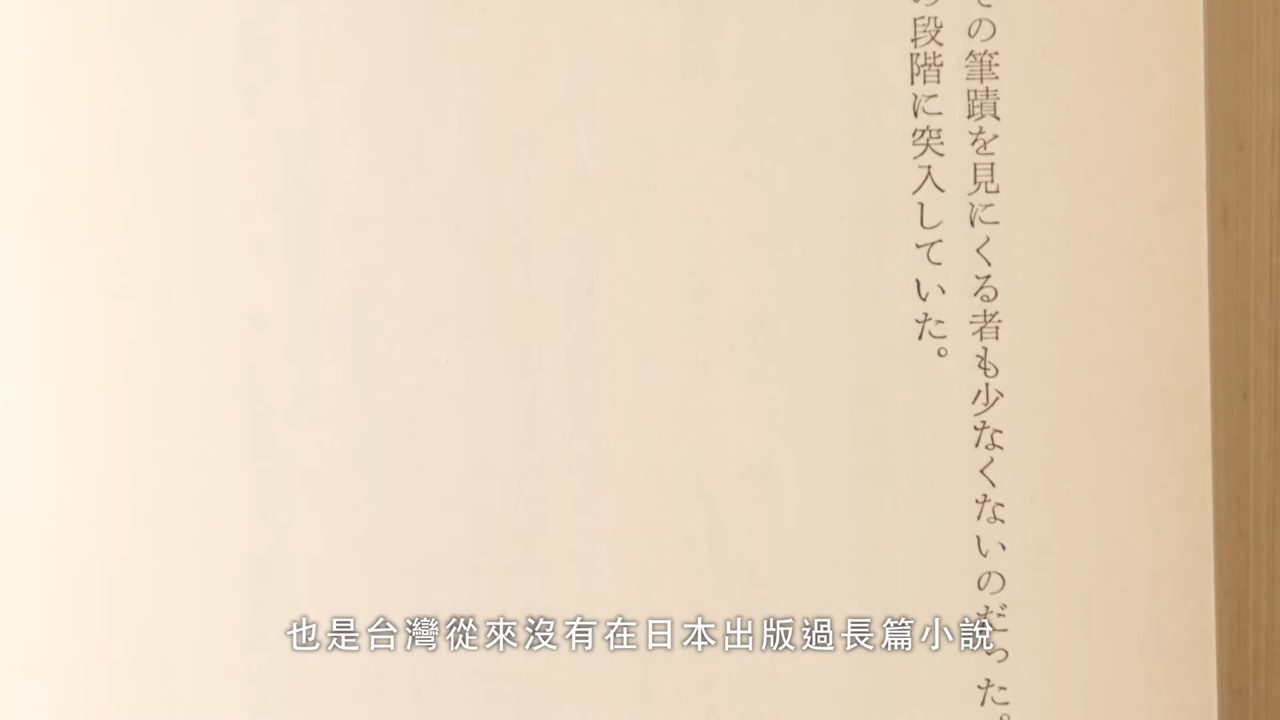 その筆蹟を見にくる者も少なくないのだった。
の段階に突入していた。
也是台灣從來沒有在日本出版過長篇小說